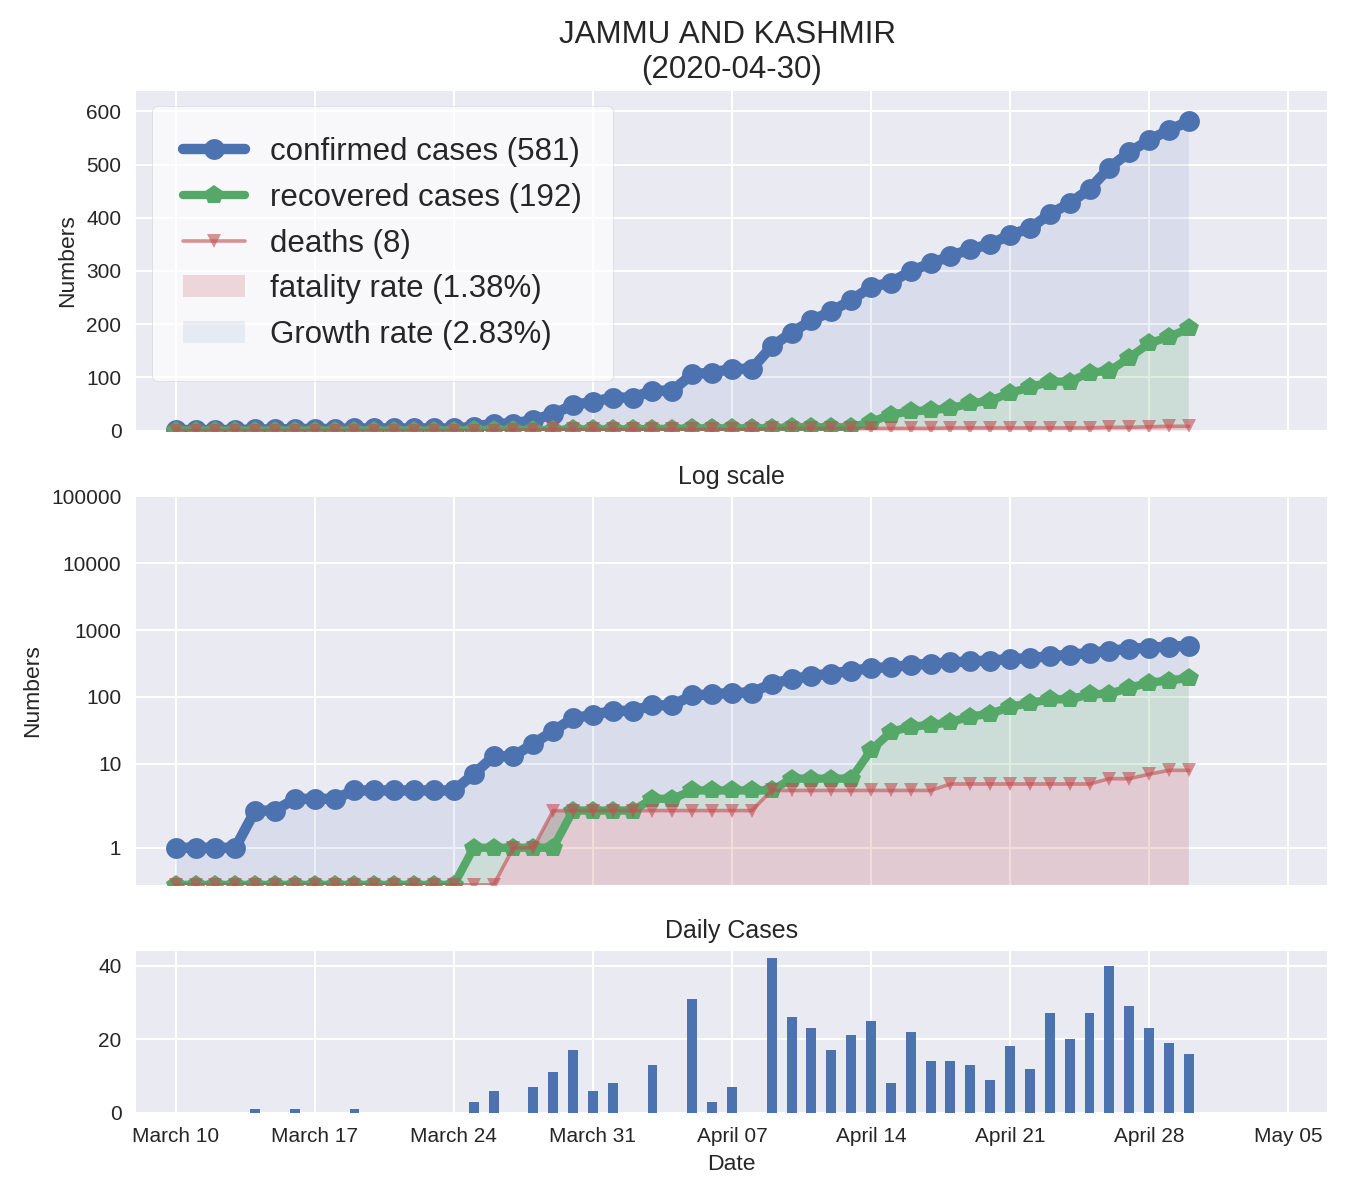 JAMMU AND KASHMIR
(2020-04-30)
600
500
400
300
200
100
0
Numbers
confirmed cases (581)
recovered cases (192)
deaths (8)
fatality rate (1.38%)
Growth rate (2.83%)
Log scale
100000
10000
1000
100
10
1
Numbers
Daily Cases
40
20
0
March 10 March 17 March 24 March 31 April 07 April 14 April 21 April 28 May 05
Date